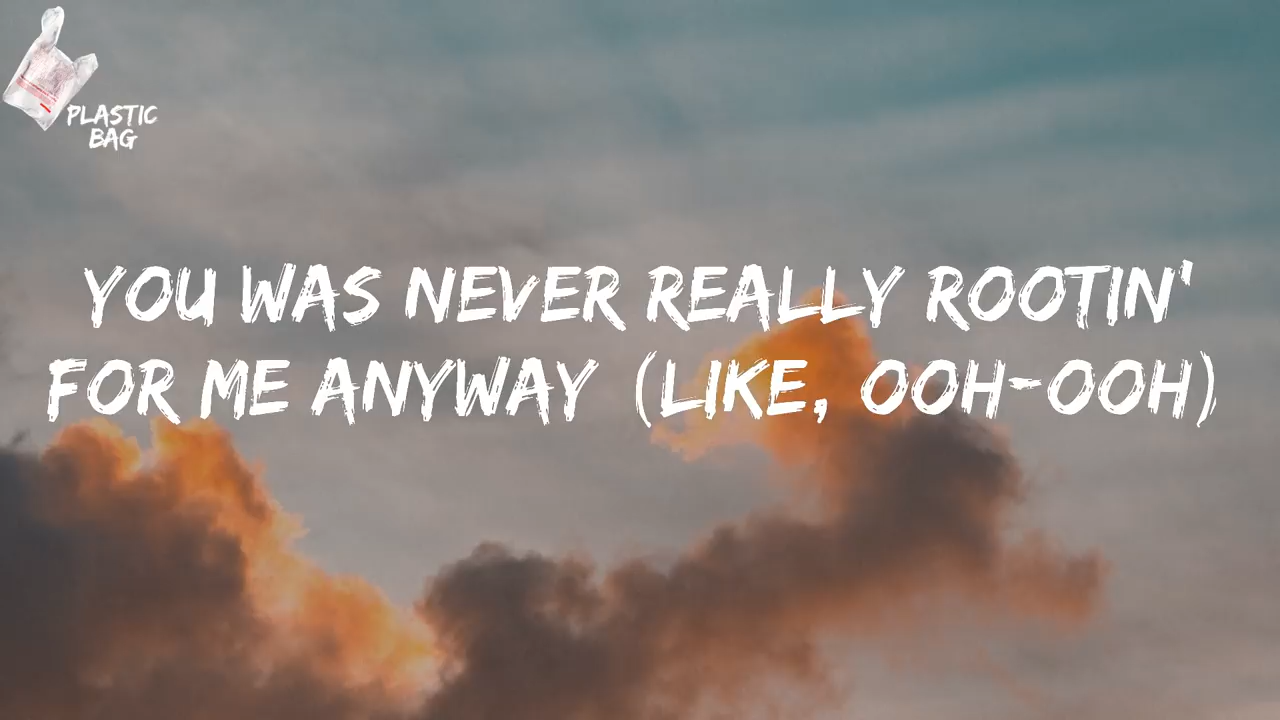 PLASTIC
BAG
YOU WAS NEVER REALLY ROOTIN'
FOR ME ANYWAY (LIKE, OOH-OOH)